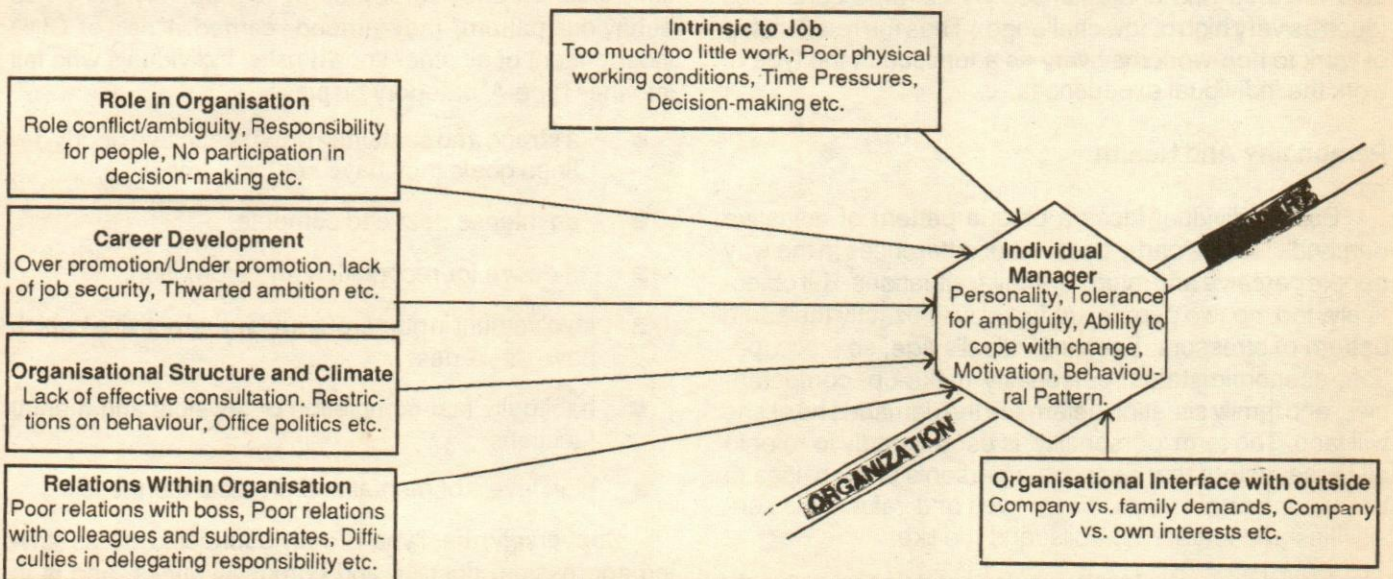 Intrinsic to Job
Too much/too little work, Poor physical
working conditions, Time Pressures,
Decision-making etc.
Role in Organisation
Role conflict/ambiguity, Responsibility
for people, No participation in
decision-making etc.
Career Development
Over promotion/Under promotion, lack
of job security, Thwarted ambition etc.
Organisational Structure and Climate
Lack of effective consultation. Restric-
tions on behaviour, Office politics etc.
Relations Within Organisation
Poor relations with boss, Poor relations
with colleagues and subordinates, Diffi-
culties in delegating responsibility etc.
Individual
Manager
Personality, Tolerance
for ambiguity, Ability to
cope with change,
Motivation, Behaviou-
ral Pattern.
ORGANIZATION
Organisational Interface with outside
Company vs. family demands, Company
vs. own interests etc.